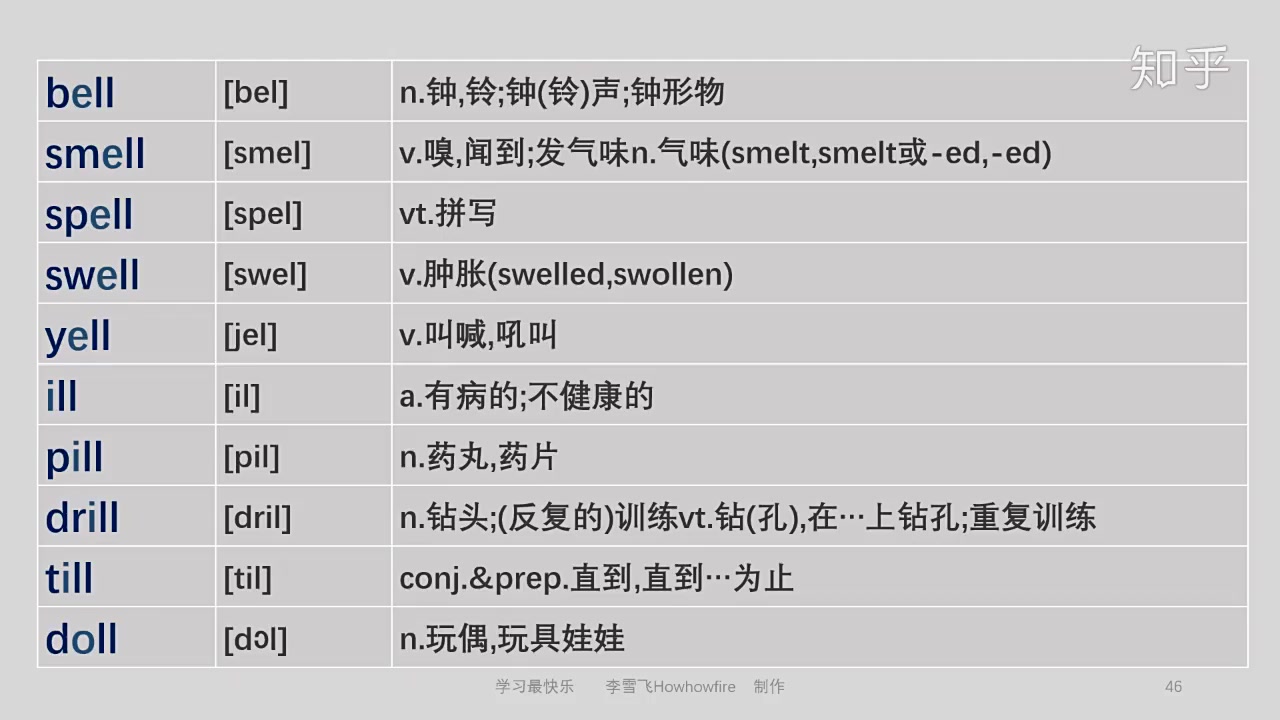 知乎
bell [bel] n.钟,铃;钟(铃)声;钟形物
smell [smel] v.嗅,闻到;发气味n.气味(smelt,smelt或-ed,-ed)
spell [spel] vt.拼写
swell [swel] v.肿胀(swelled,swollen)
yell [jel] v.叫喊,吼叫
ill [il] a.有病的;不健康的
pill [pil] n.药丸,药片
drill [dril] n.钻头;(反复的)训练vt.钻(孔),在…上钻孔;重复训练
till [til] conj.&prep.直到,直到…为止
doll [dɔl] n.玩偶,玩具娃娃
学习最快乐 李雪飞Howhowfire 制作 46